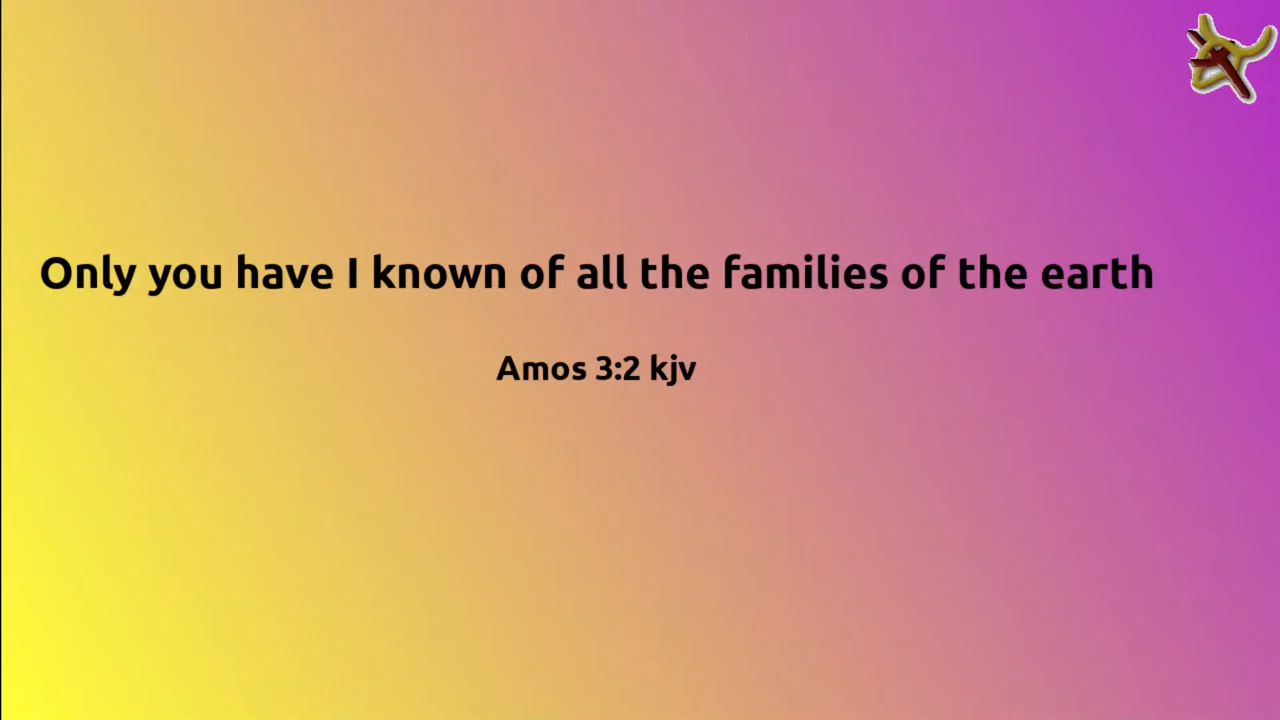 Only you have I known of all the families of the earth
Amos 3:2 kjv